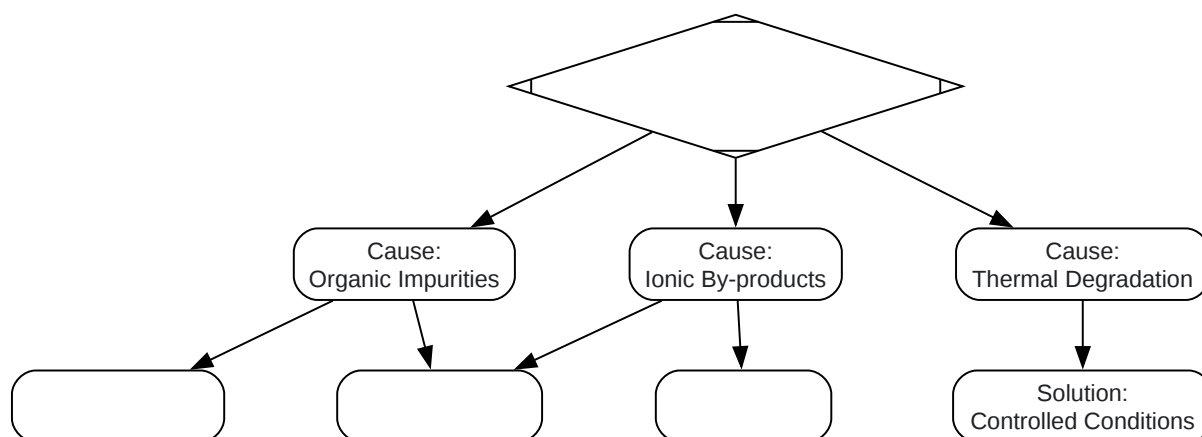 Cause:
Organic Impurities
Cause:
Ionic By-products
Cause:
Thermal Degradation
Solution:
Controlled Conditions